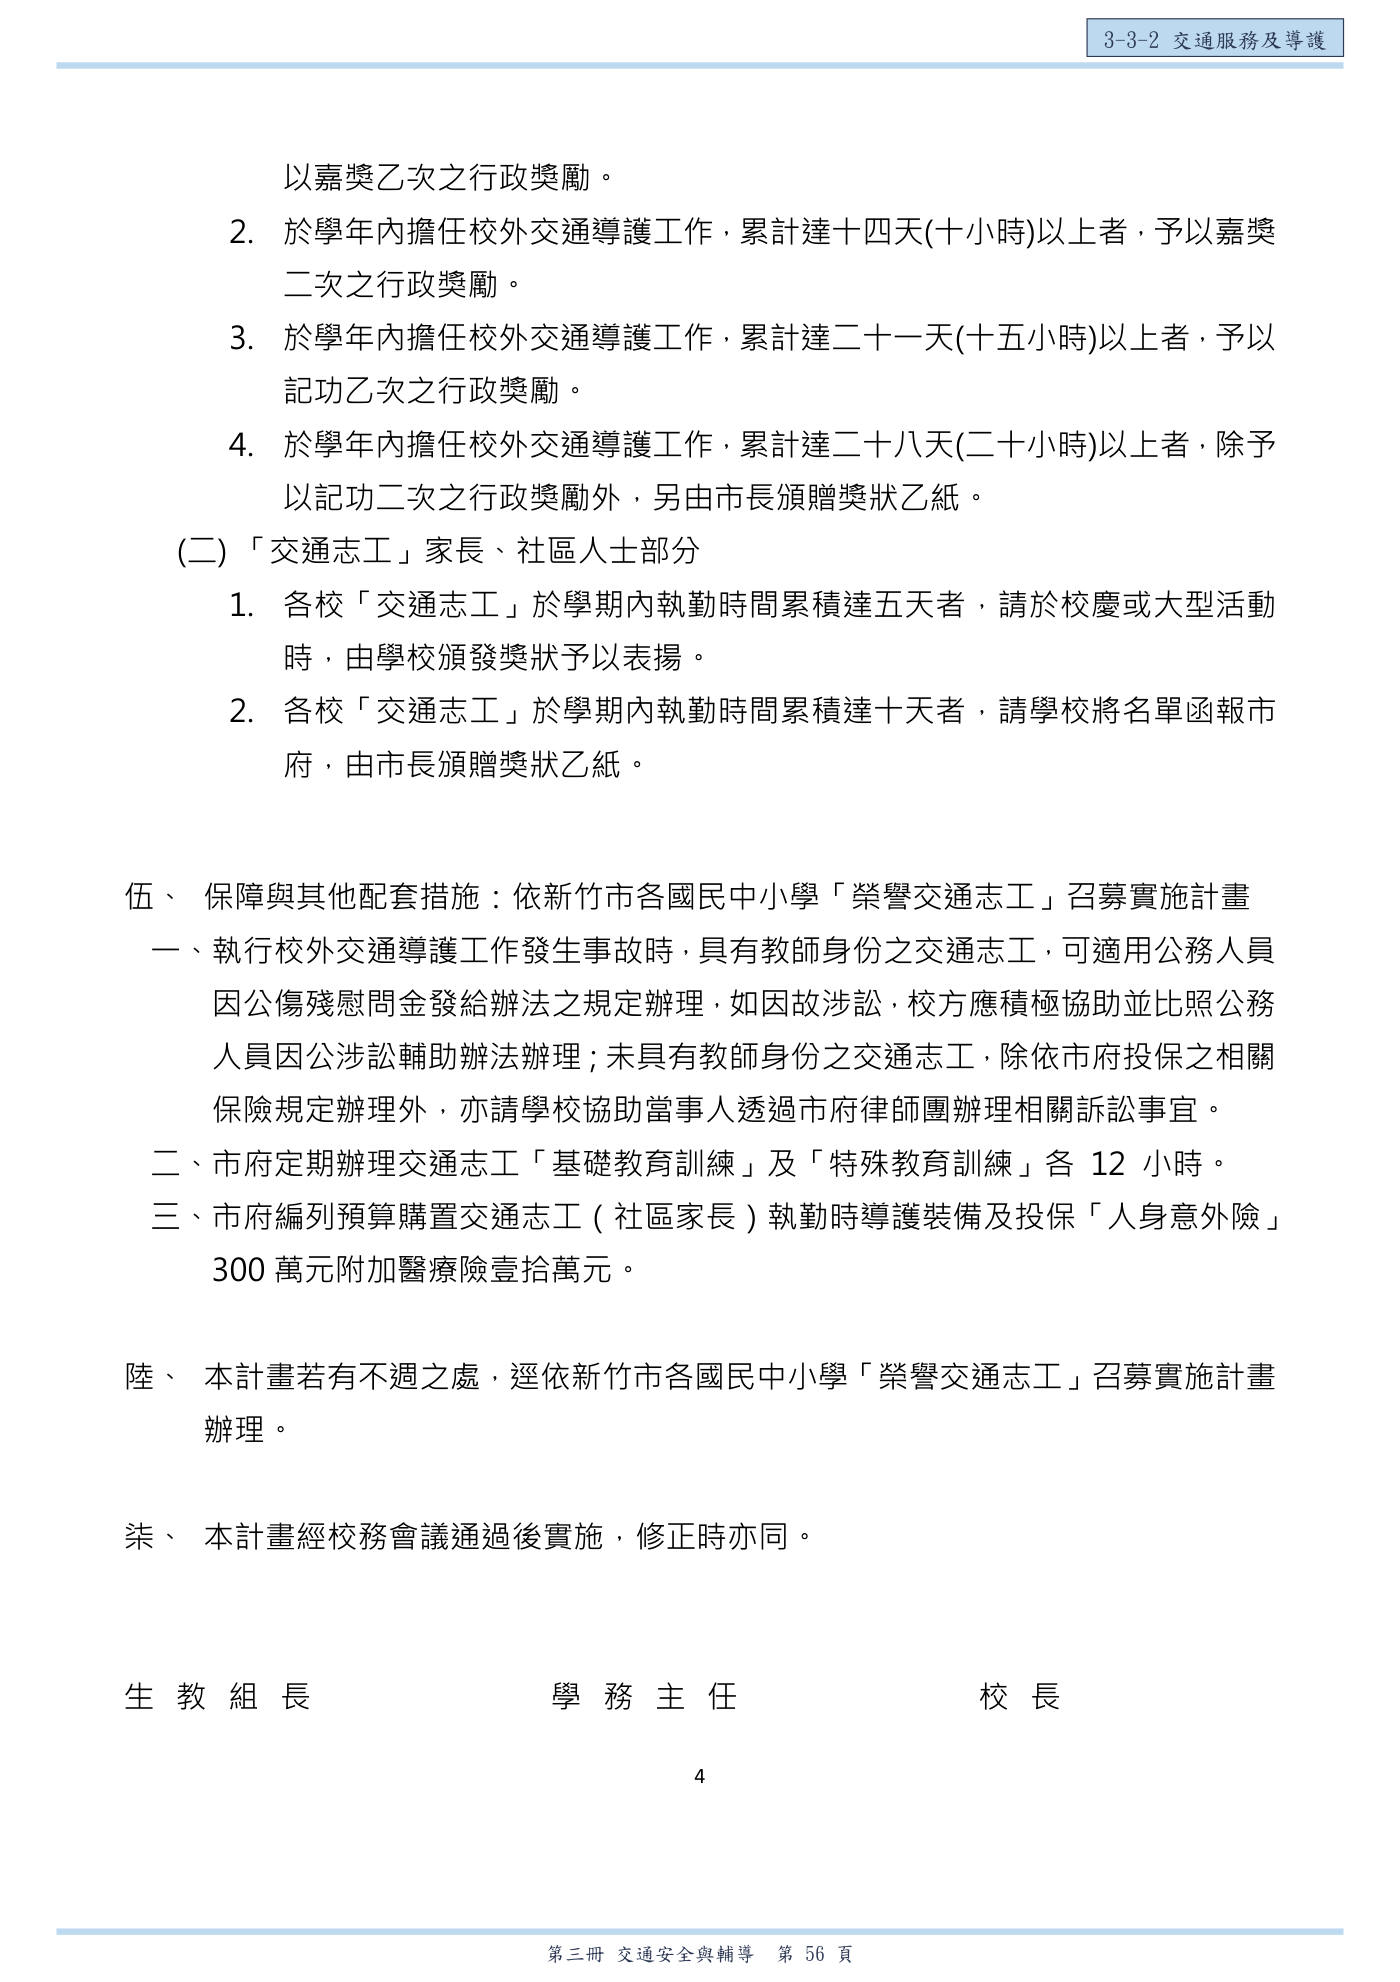 3-3-2 交通服務及導護
以嘉獎乙次之行政獎勵。
2. 於學年內擔任校外交通導護工作，累計達十四天(十小時)以上者，予以嘉獎
二次之行政獎勵。
3. 於學年內擔任校外交通導護工作，累計達二十一天(十五小時)以上者，予以
記功乙次之行政獎勵。
4. 於學年內擔任校外交通導護工作，累計達二十八天(二十小時)以上者，除予
以記功二次之行政獎勵外，另由市長頒贈獎狀乙紙。
(二) 「交通志工」家長、社區人士部分
1. 各校「交通志工」於學期內執勤時間累積達五天者，請於校慶或大型活動
時，由學校頒發獎狀予以表揚。
2. 各校「交通志工」於學期內執勤時間累積達十天者，請學校將名單函報市
府，由市長頒贈獎狀乙紙。
伍、 保障與其他配套措施：依新竹市各國民中小學「榮譽交通志工」召募實施計畫
一、執行校外交通導護工作發生事故時，具有教師身份之交通志工，可適用公務人員
因公傷殘慰問金發給辦法之規定辦理，如因故涉訟，校方應積極協助並比照公務
人員因公涉訟輔助辦法辦理；未具有教師身份之交通志工，除依市府投保之相關
保險規定辦理外，亦請學校協助當事人透過市府律師團辦理相關訴訟事宜。
二、市府定期辦理交通志工「基礎教育訓練」及「特殊教育訓練」各 12 小時。
三、市府編列預算購置交通志工（社區家長）執勤時導護裝備及投保「人身意外險」
300 萬元附加醫療險壹拾萬元。
陸、 本計畫若有不週之處，逕依新竹市各國民中小學「榮譽交通志工」召募實施計畫
辦理。
柒、 本計畫經校務會議通過後實施，修正時亦同。
生 教 組 長 學 務 主 任 校 長
4
第三冊 交通安全與輔導 第 56 頁